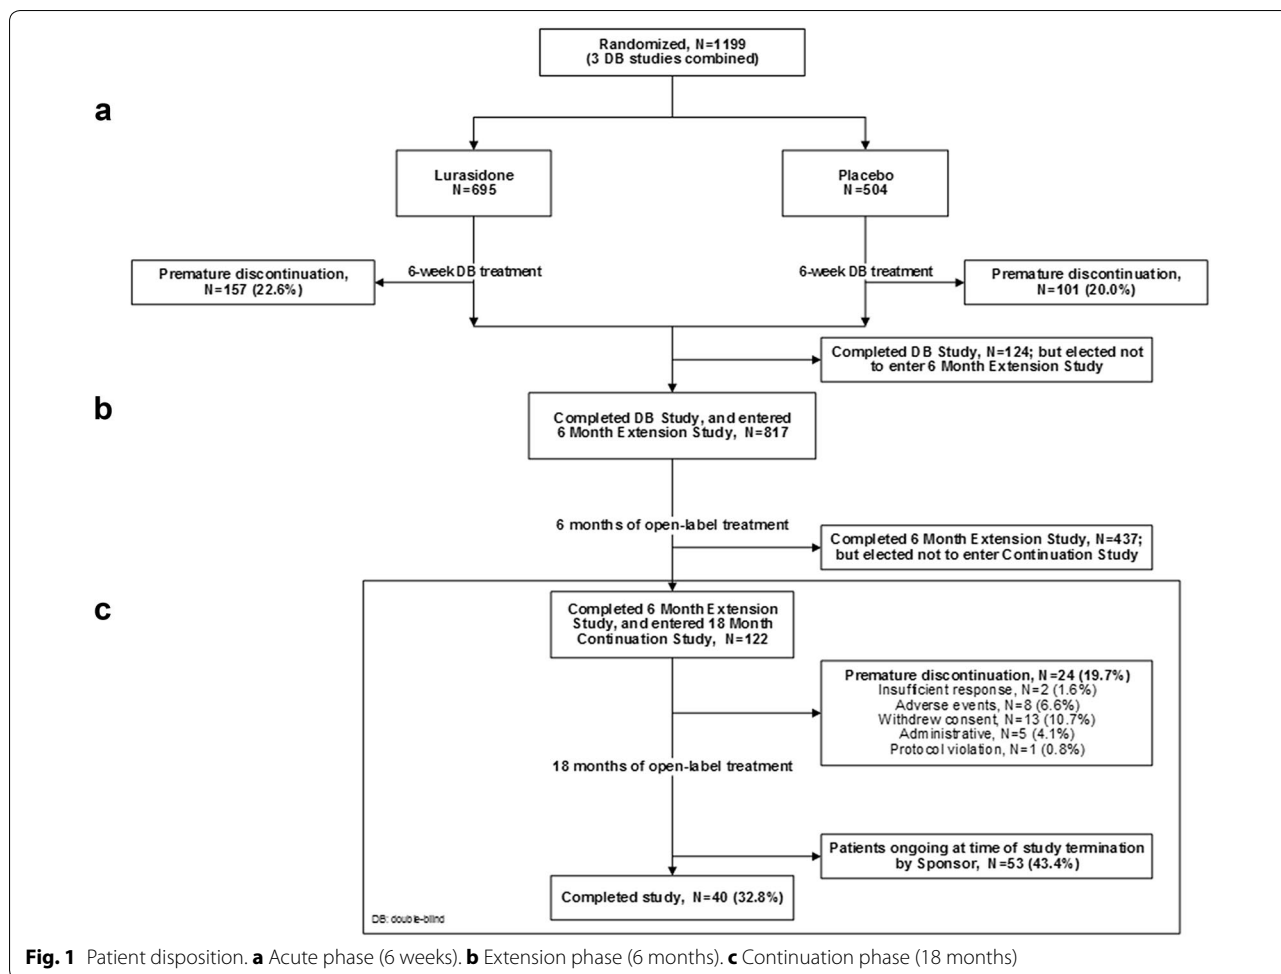 Randomized, N=1199
(3 DB studies combined)
a
Lurasidone
N=695
Placebo
N=504
6-week DB treatment
6-week DB treatment
Premature discontinuation,
N=157 (22.6%)
Premature discontinuation,
N=101 (20.0%)
Completed DB Study, N=124; but elected not
to enter 6 Month Extension Study
b
Completed DB Study, and entered
6 Month Extension Study, N=817
6 months of open-label treatment
Completed 6 Month Extension Study, N=437;
but elected not to enter Continuation Study
c
Completed 6 Month Extension
Study, and entered 18 Month
Continuation Study, N=122
Premature discontinuation, N=24 (19.7%)
Insufficient response, N=2 (1.6%)
Adverse events, N=8 (6.6%)
Withdrew consent, N=13 (10.7%)
Administrative, N=5 (4.1%)
Protocol violation, N=1 (0.8%)
18 months of open-label treatment
Patients ongoing at time of study termination
by Sponsor, N=53 (43.4%)
Completed study, N=40 (32.8%)
DB: double-blind
Fig. 1 Patient disposition. a Acute phase (6 weeks). b Extension phase (6 months). c Continuation phase (18 months)